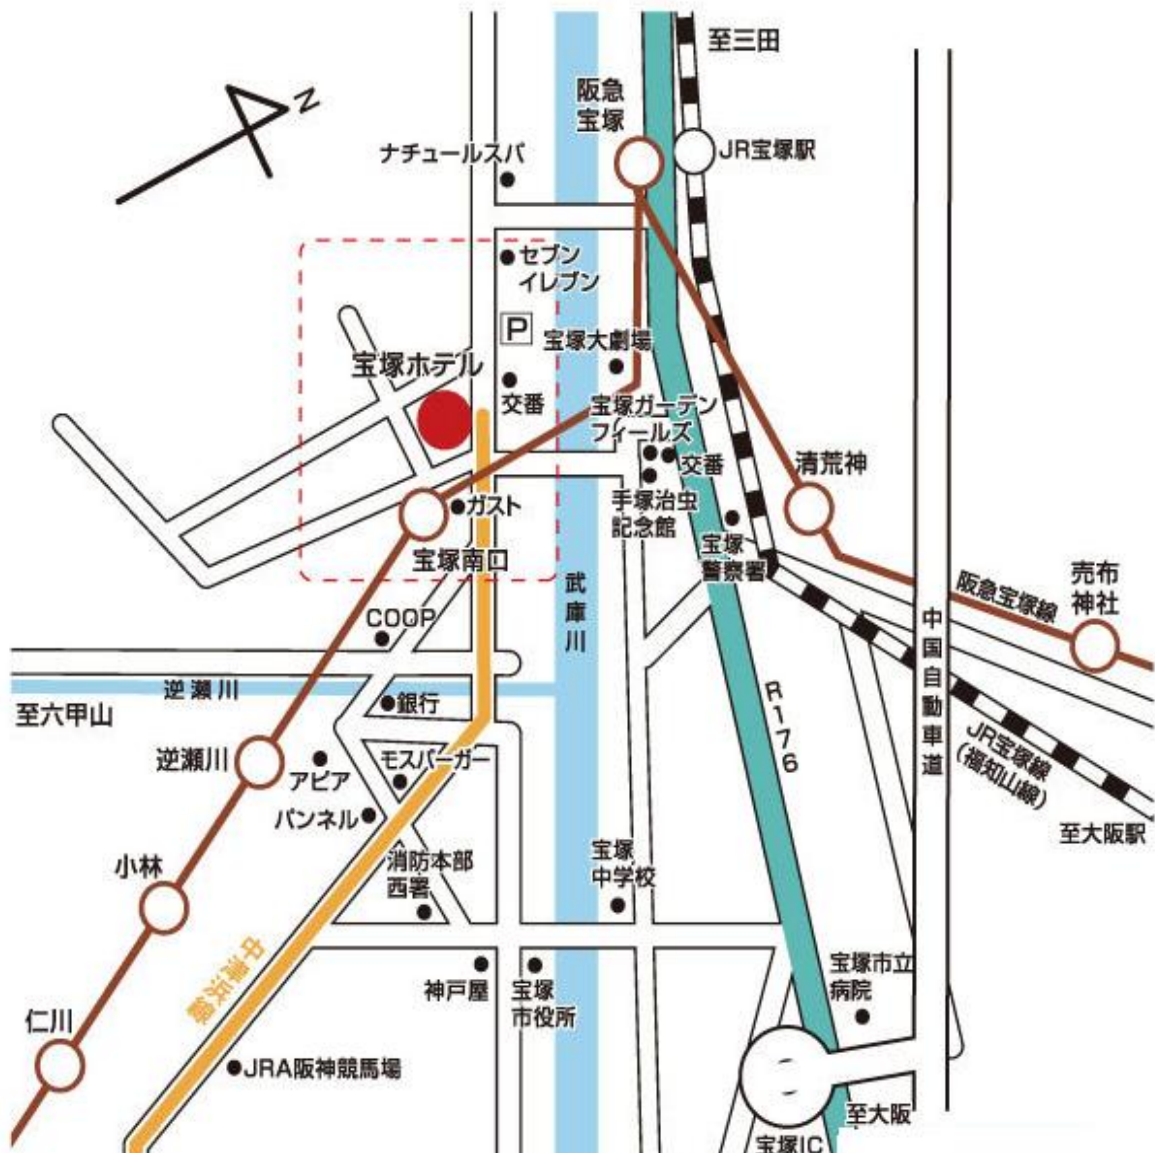 至三田
阪急
宝塚
N
ナチュールスパ
JR宝塚駅
セブン
イレブン
P
宝塚大劇場
宝塚ホテル
交番
宝塚ガーデン
フィールズ
交番
清荒神
ガスト
手塚治虫
記念館
宝塚
警察署
宝塚南口
武庫川
売布
神社
阪急宝塚線
COOP
中国自動車道
逆瀬川
銀行
至六甲山
R176
JR宝塚線
(福知山線)
逆瀬川
アピア
モスバーガー
パンネル
至大阪駅
小林
消防本部
西署
宝塚
中学校
中津浜線
宝塚市立
病院
神戸屋
宝塚
市役所
仁川
JRA阪神競馬場
至大阪
宝塚IC